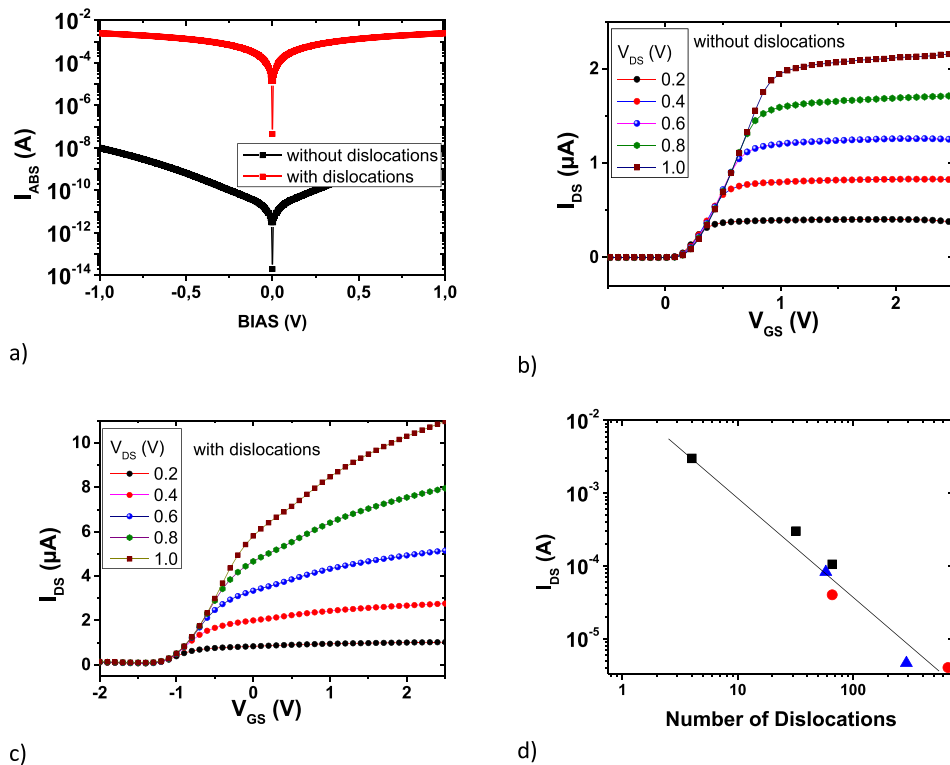 10⁻²
10⁻⁴
10⁻⁶
10⁻⁸
10⁻¹⁰
10⁻¹²
10⁻¹⁴
I_ABS (A)
without dislocations
with dislocations
-1,0 -0,5 0,0 0,5 1,0
BIAS (V)
a)
V_DS (V) without dislocations
0.2
0.4
0.6
0.8
1.0
2
1
0
I_DS (µA)
0 1 2
V_GS (V)
b)
V_DS (V) with dislocations
0.2
0.4
0.6
0.8
1.0
10
8
6
4
2
0
I_DS (µA)
-2 -1 0 1 2
V_GS (V)
c)
10⁻²
10⁻³
10⁻⁴
10⁻⁵
I_DS (A)
1 10 100
Number of Dislocations
d)